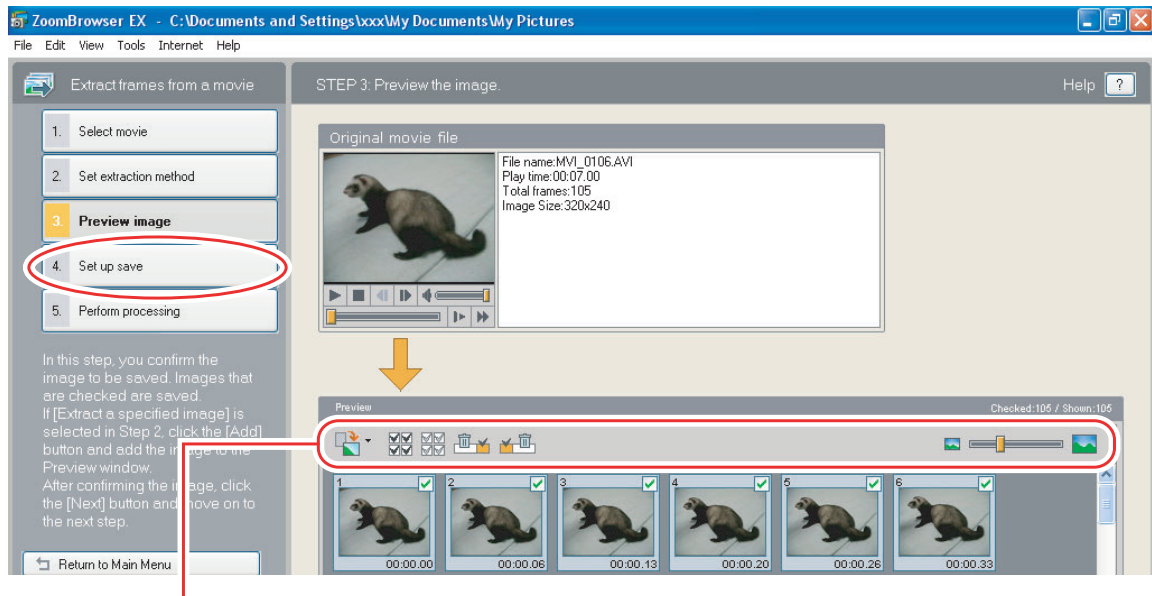 ZoomBrowser EX - C:\Documents and Settings\xxx\My Documents\My Pictures
File Edit View Tools Internet Help
Extract frames from a movie
1. Select movie
2. Set extraction method
3. Preview image
4. Set up save
5. Perform processing
In this step, you confirm the
image to be saved. Images that
are checked are saved.
If [Extract a specified image] is
selected in Step 2, click the [Add]
button and add the image to the
Preview window.
After confirming the image, click
the [Next] button and move on to
the next step.
Return to Main Menu
STEP 3: Preview the image.
Help ?
Original movie file
File name:MVI_0106.AVI
Play time:00:07.00
Total frames:105
Image Size:320x240
Preview
Checked:105 / Shown:105
1 2 3 4 5 6
00:00.00 00:00.06 00:00.13 00:00.20 00:00.26 00:00.33